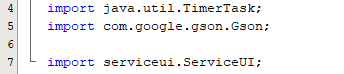 4 import java.util.TimerTask;
5 import com.google.gson.Gson;
6
7 import serviceui.ServiceUI;